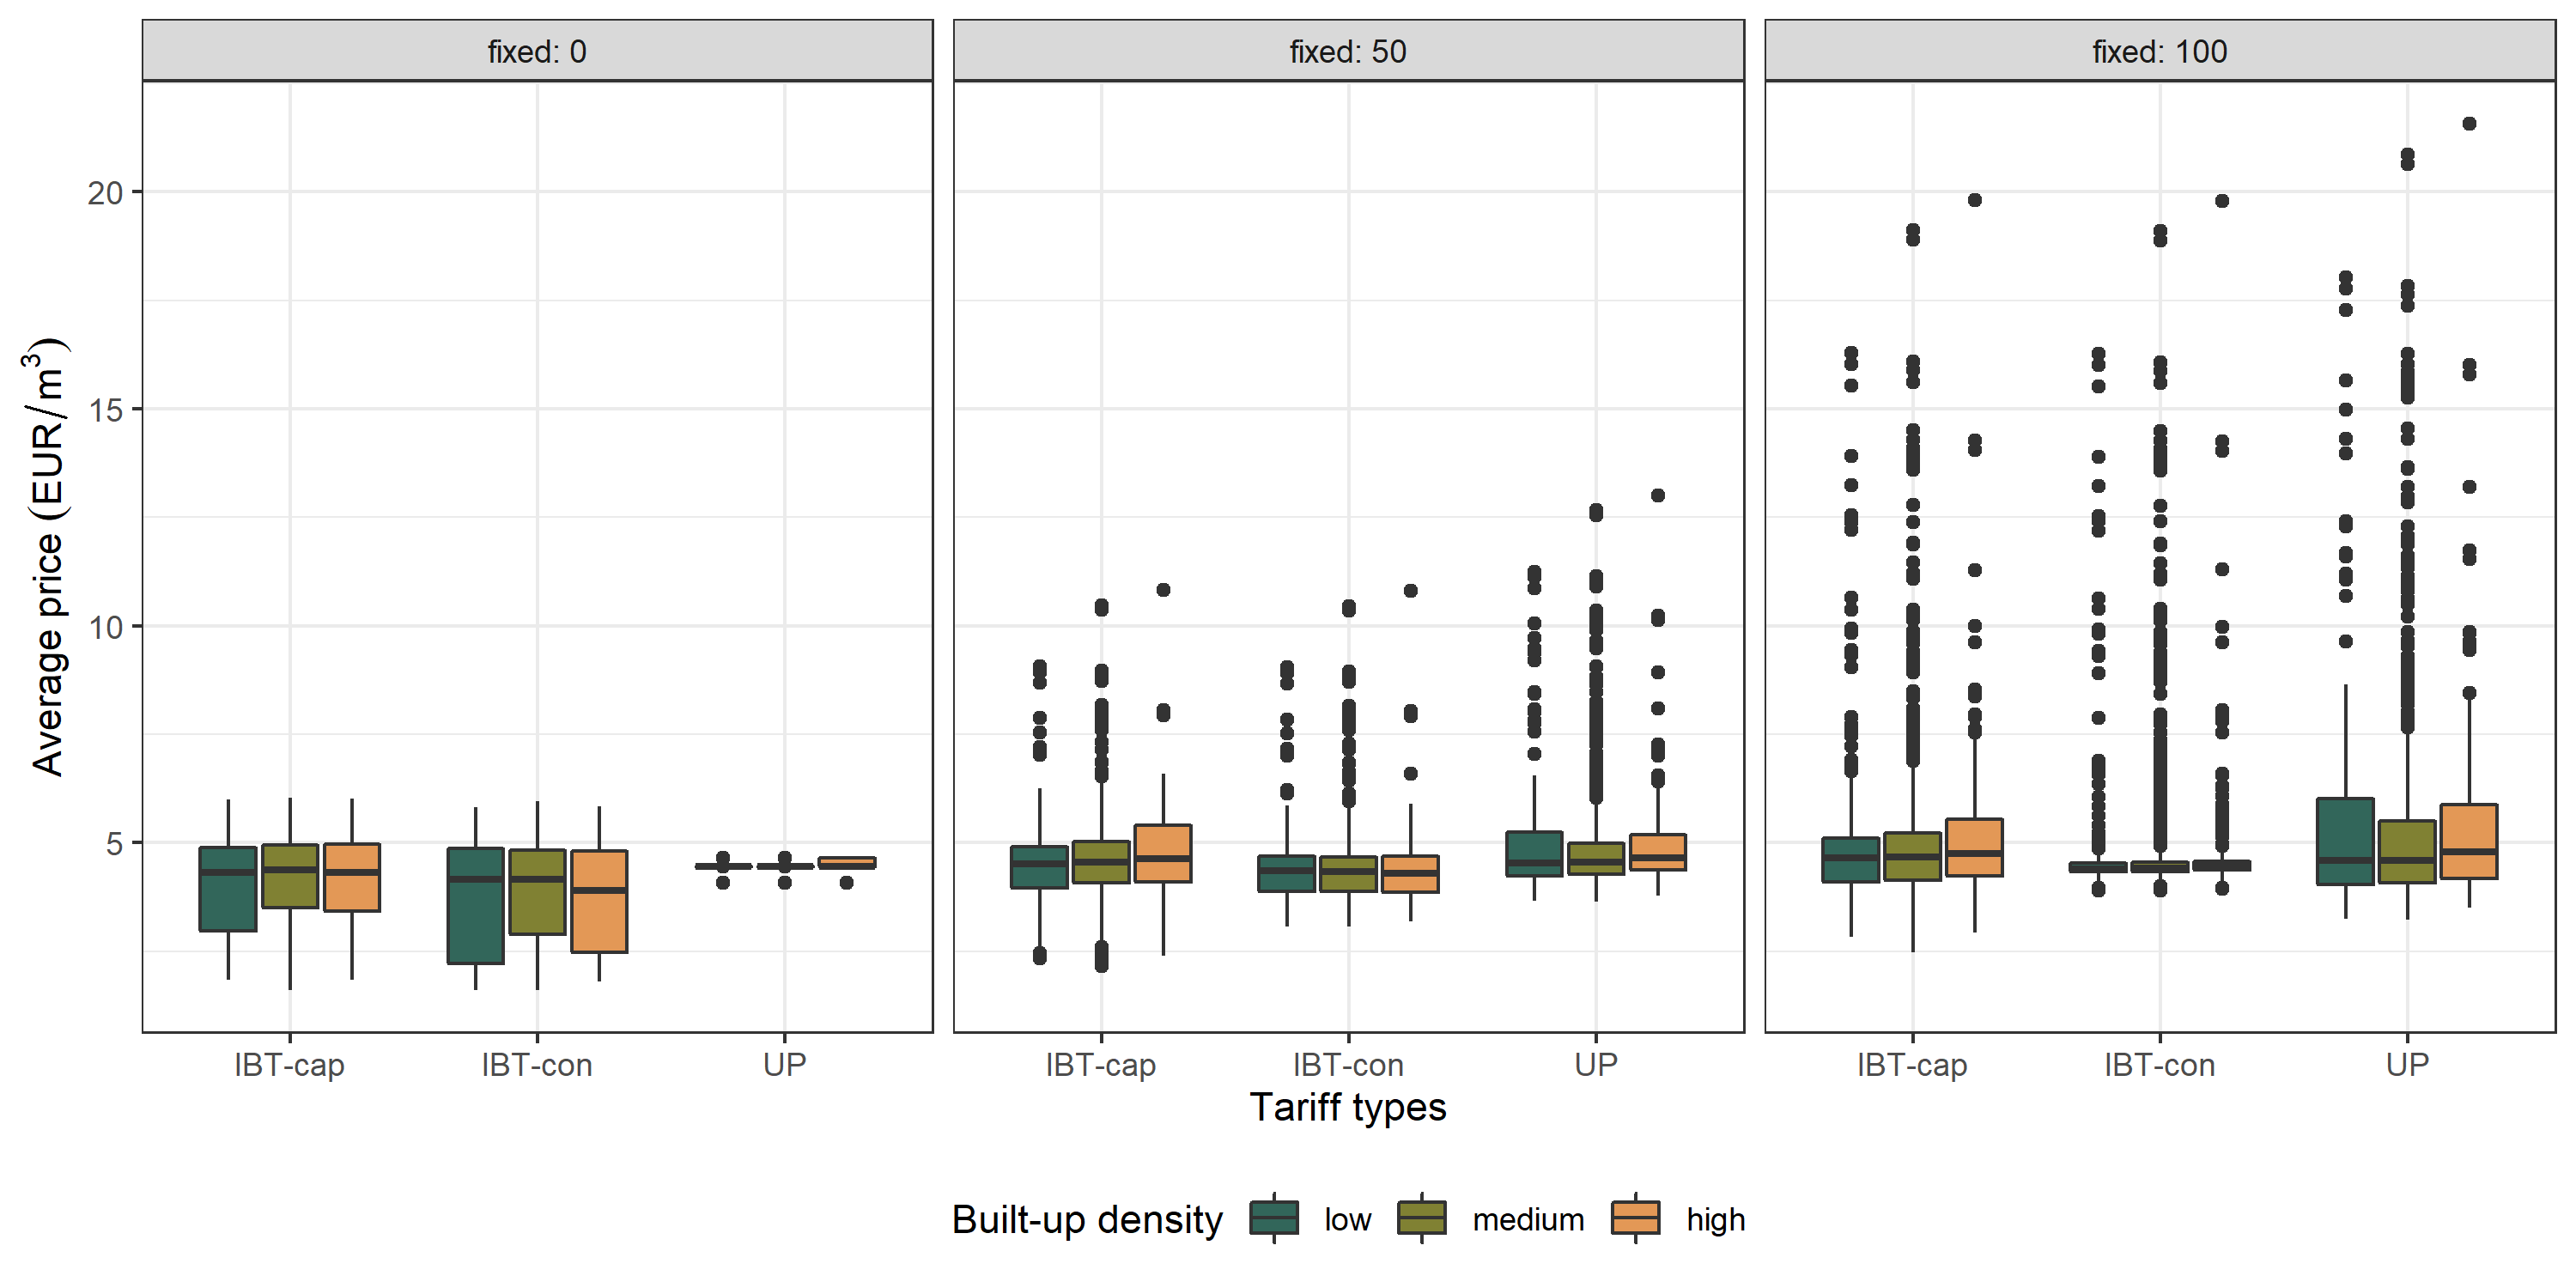 fixed: 0
fixed: 50
fixed: 100
Average price (EUR/m³)
20
15
10
5
IBT-cap
IBT-con
UP
IBT-cap
IBT-con
UP
IBT-cap
IBT-con
UP
Tariff types
Built-up density
low
medium
high